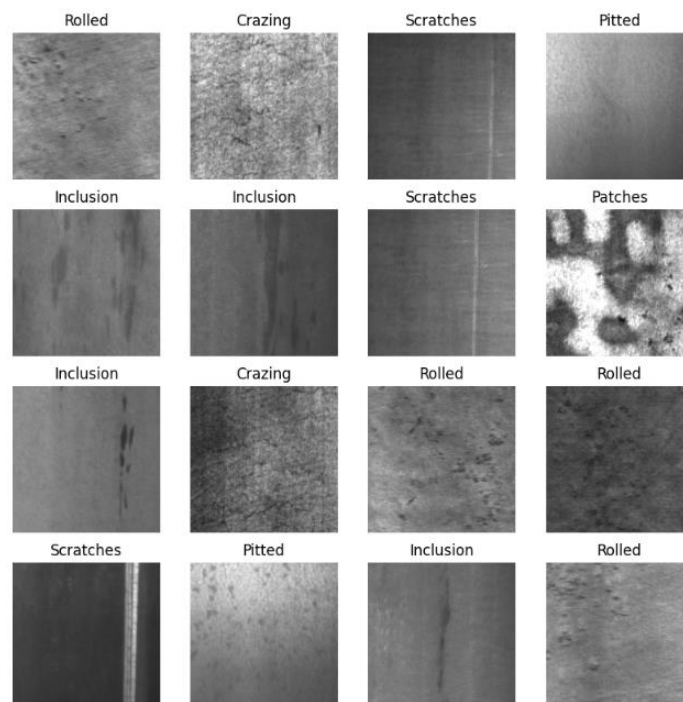 Rolled Crazing Scratches Pitted
Inclusion Inclusion Scratches Patches
Inclusion Crazing Rolled Rolled
Scratches Pitted Inclusion Rolled